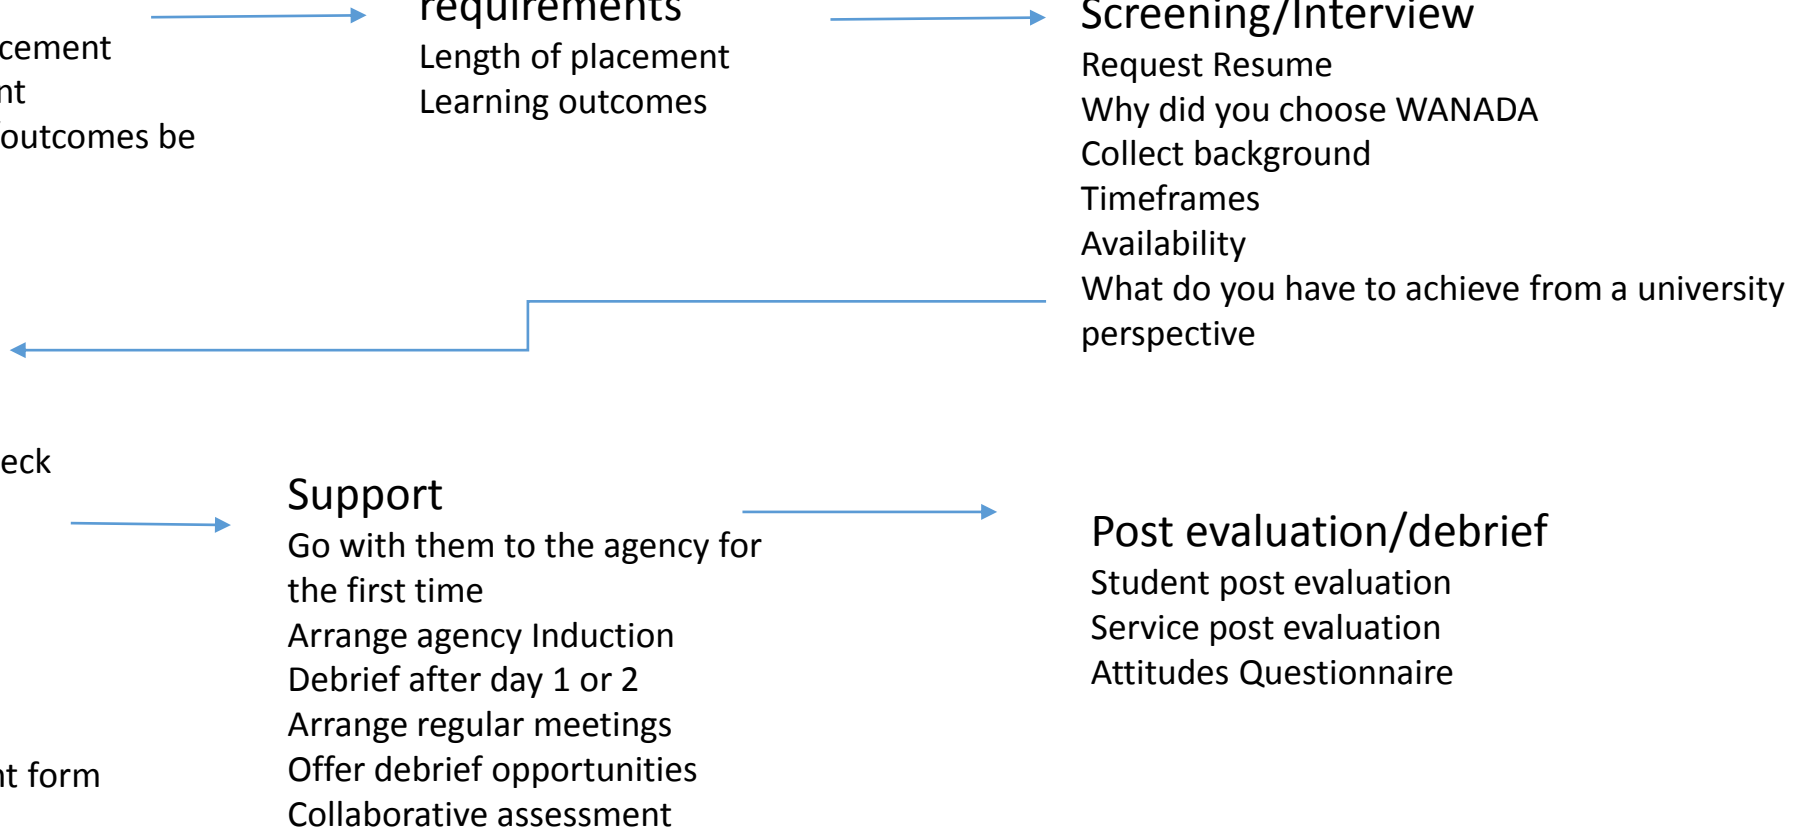 cement
nt
outcomes be
requirements
Length of placement
Learning outcomes
Screening/Interview
Request Resume
Why did you choose WANADA
Collect background
Timeframes
Availability
What do you have to achieve from a university
perspective
eck
nt form
Support
Go with them to the agency for
the first time
Arrange agency Induction
Debrief after day 1 or 2
Arrange regular meetings
Offer debrief opportunities
Collaborative assessment
Post evaluation/debrief
Student post evaluation
Service post evaluation
Attitudes Questionnaire